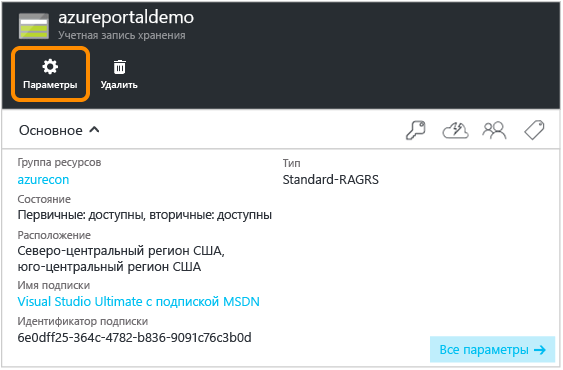 azureportaldemo
Учетная запись хранения
Параметры
Удалить
Основное
Группа ресурсов
azurecon
Тип
Standard-RAGRS
Состояние
Первичные: доступны, вторичные: доступны
Расположение
Северо-центральный регион США,
юго-центральный регион США
Имя подписки
Visual Studio Ultimate с подпиской MSDN
Идентификатор подписки
6e0dff25-364c-4782-b836-9091c76c3b0d
Все параметры →